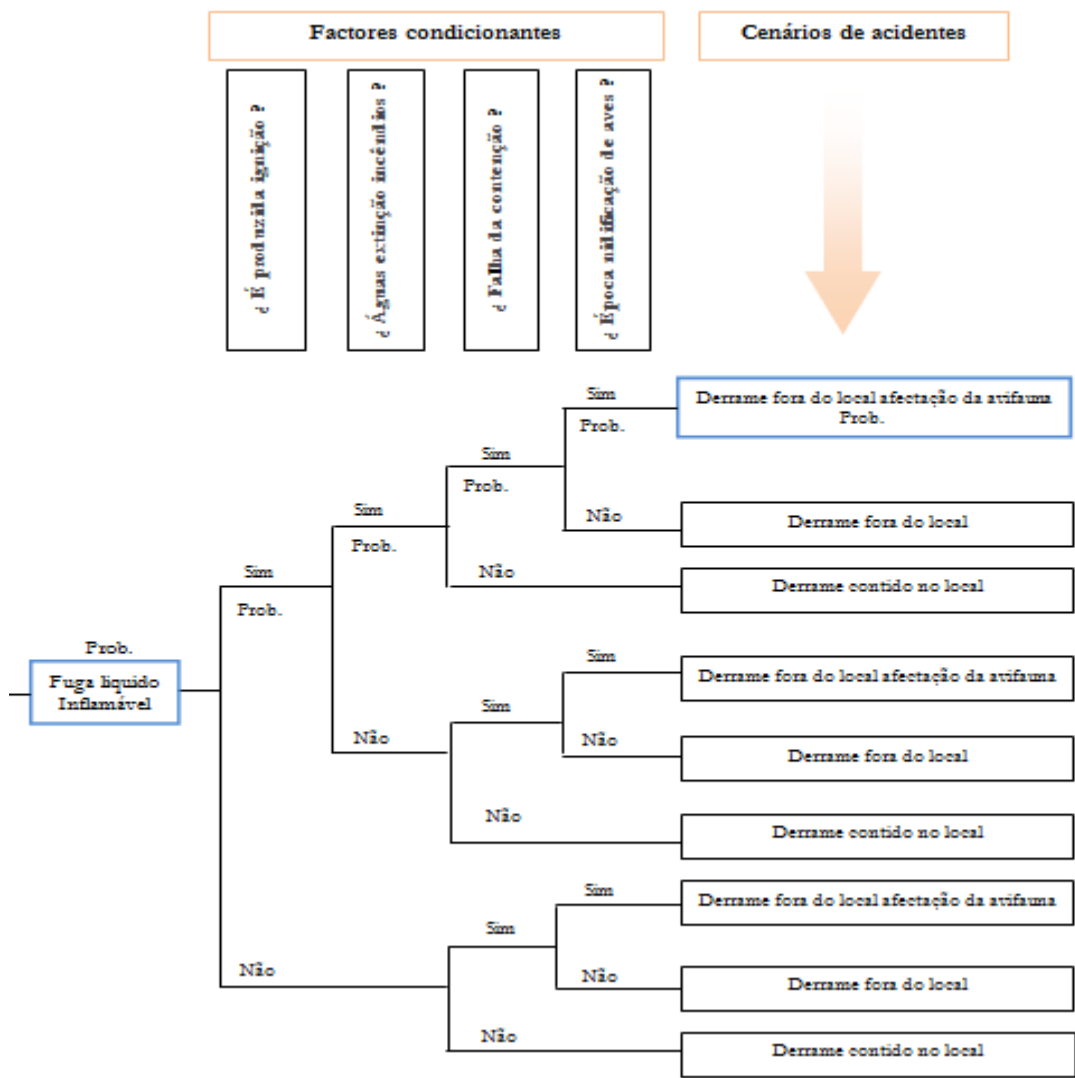 Factores condicionantes
Cenários de acidentes
¿ É produzida ignição ?
¿ Águas extinção incêndios ?
¿ Falha da contenção ?
¿ Época nidificação de aves ?
Sim
Derrame fora do local afectação da avifauna
Prob.
Prob.
Sim
Prob.
Não
Derrame fora do local
Sim
Prob.
Não
Derrame contido no local
Sim
Prob.
Prob.
Fuga liquido
Inflamável
Sim
Derrame fora do local afectação da avifauna
Sim
Não
Não
Derrame fora do local
Não
Derrame contido no local
Sim
Derrame fora do local afectação da avifauna
Sim
Não
Não
Derrame fora do local
Não
Derrame contido no local